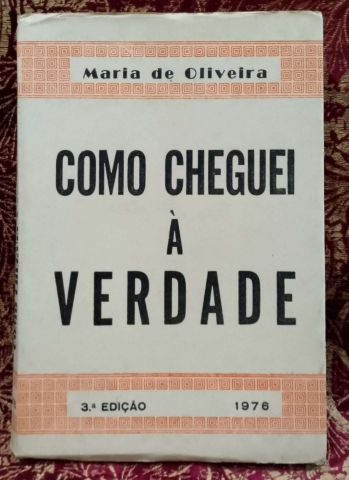 Maria de Oliveira
COMO CHEGUEI
À
VERDADE
3.ª EDIÇÃO 1976